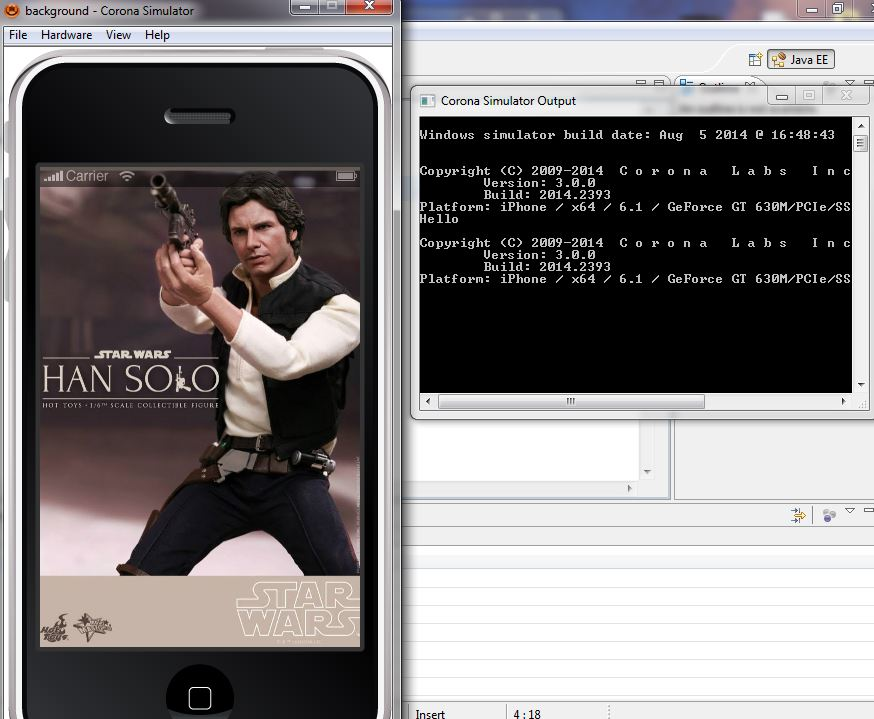 background - Corona Simulator
File Hardware View Help
Carrier
STAR WARS
HAN SOLO
HOT TOYS - 1/6TH SCALE COLLECTIBLE FIGURE
STAR
WARS
Java EE
Corona Simulator Output
Windows simulator build date: Aug  5 2014 @ 16:48:43
Copyright (C) 2009-2014  C o r o n a   L a b s   I n c
Version: 3.0.0
Build: 2014.2393
Platform: iPhone / x64 / 6.1 / GeForce GT 630M/PCIe/SS
Hello
Copyright (C) 2009-2014  C o r o n a   L a b s   I n c
Version: 3.0.0
Build: 2014.2393
Platform: iPhone / x64 / 6.1 / GeForce GT 630M/PCIe/SS
Insert
4 : 18